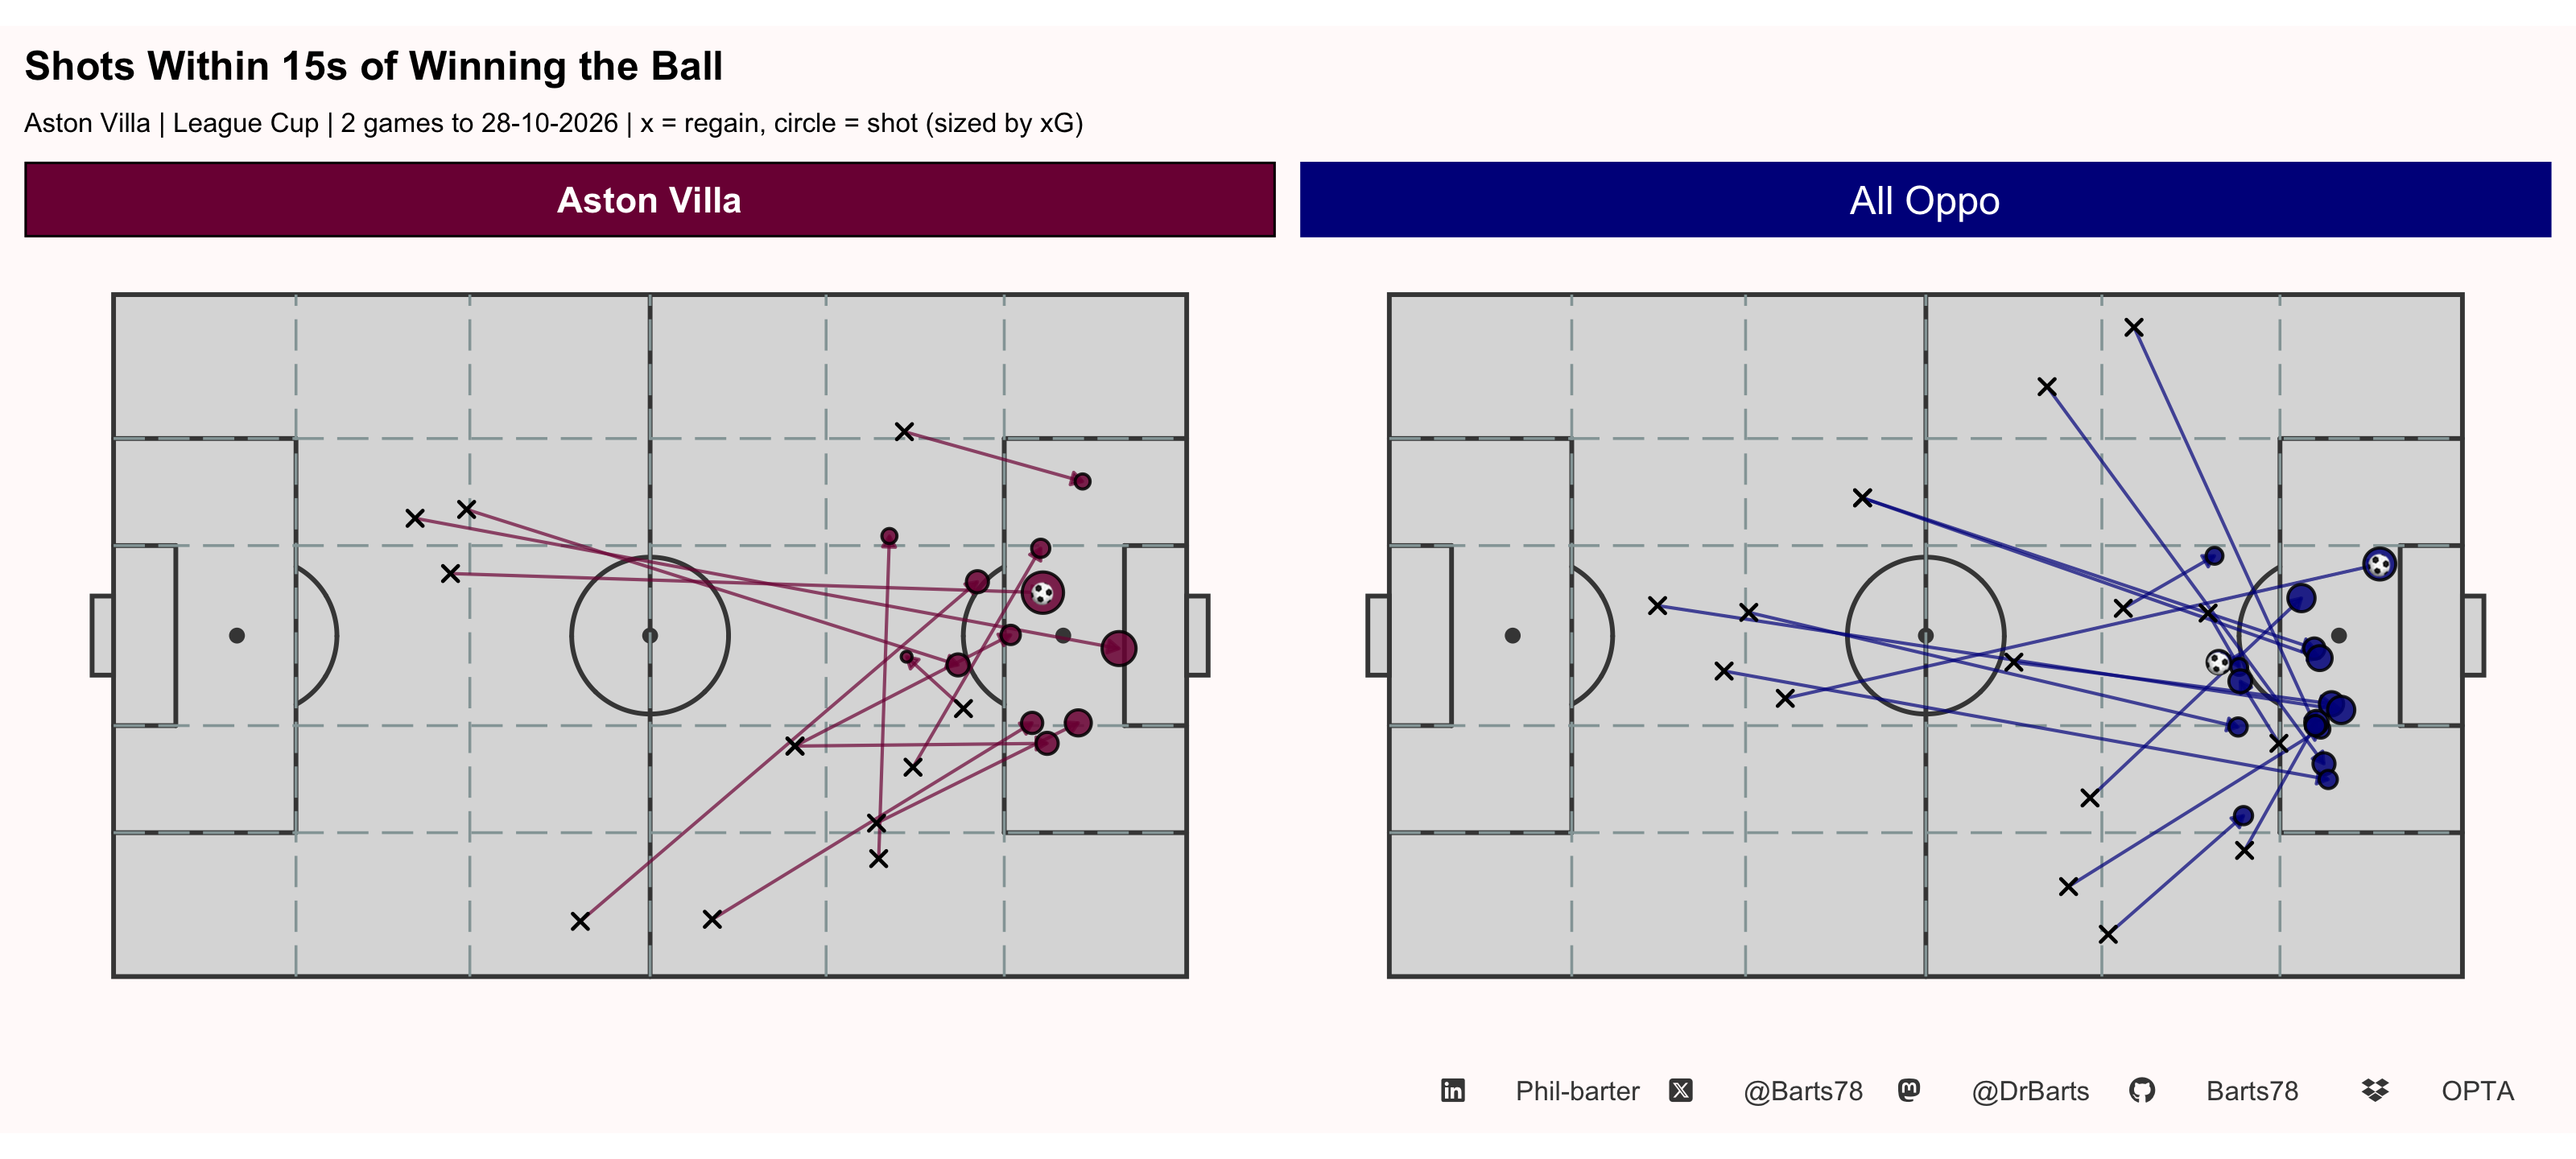 Shots Within 15s of Winning the Ball
Aston Villa | League Cup | 2 games to 28-10-2026 | x = regain, circle = shot (sized by xG)
Aston Villa
All Oppo
Phil-barter @Barts78 @DrBarts Barts78 OPTA